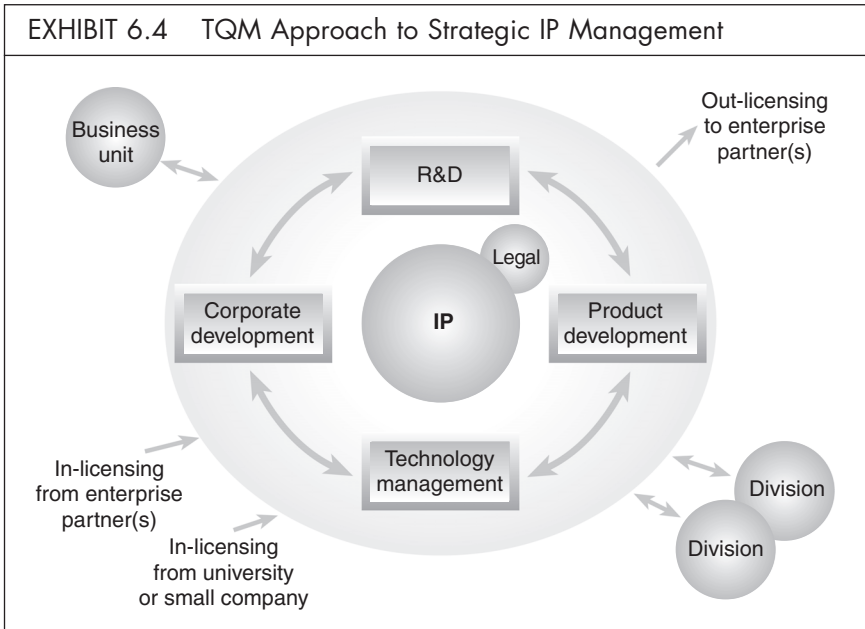 EXHIBIT 6.4 TQM Approach to Strategic IP Management
Business
unit
Out-licensing
to enterprise
partner(s)
R&D
Legal
Corporate
development
IP
Product
development
Technology
management
In-licensing
from enterprise
partner(s)
In-licensing
from university
or small company
Division
Division